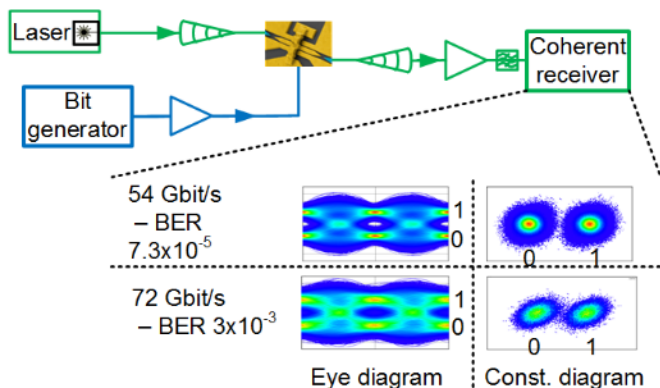 Laser
Coherent
receiver
Bit
generator
54 Gbit/s
– BER
7.3x10⁻⁵
1
0
0 1
72 Gbit/s
– BER 3x10⁻³
1
0
0 1
Eye diagram
Const. diagram